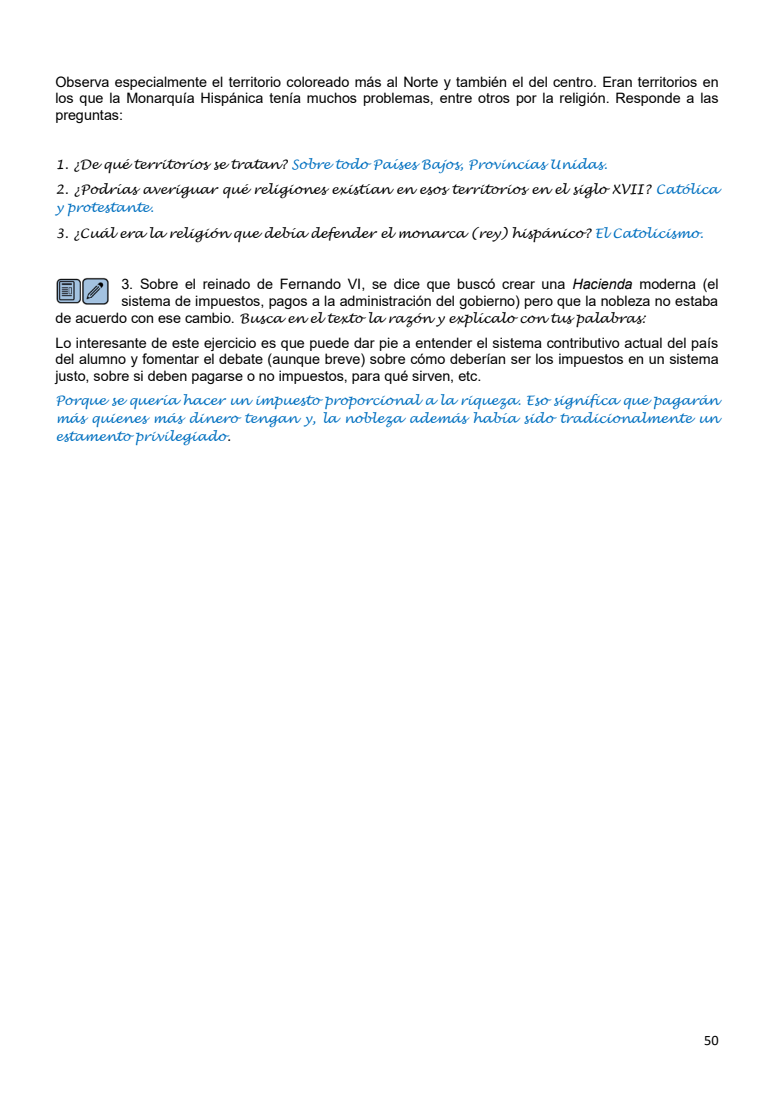 Observa especialmente el territorio coloreado más al Norte y también el del centro. Eran territorios en
los que la Monarquía Hispánica tenía muchos problemas, entre otros por la religión. Responde a las
preguntas:
1. ¿De qué territorios se tratan? Sobre todo Países Bajos, Provincias Unidas.
2. ¿Podrías averiguar qué religiones existían en esos territorios en el siglo XVII? Católica
y protestante.
3. ¿Cuál era la religión que debía defender el monarca (rey) hispánico? El Catolicismo.
3. Sobre el reinado de Fernando VI, se dice que buscó crear una Hacienda moderna (el
sistema de impuestos, pagos a la administración del gobierno) pero que la nobleza no estaba
de acuerdo con ese cambio. Busca en el texto la razón y explícalo con tus palabras:
Lo interesante de este ejercicio es que puede dar pie a entender el sistema contributivo actual del país
del alumno y fomentar el debate (aunque breve) sobre cómo deberían ser los impuestos en un sistema
justo, sobre si deben pagarse o no impuestos, para qué sirven, etc.
Porque se quería hacer un impuesto proporcional a la riqueza. Eso significa que pagarán
más quienes más dinero tengan y, la nobleza además había sido tradicionalmente un
estamento privilegiado.
50